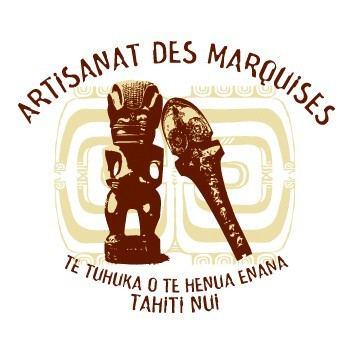 ARTiSANAT DES MARQUiSES
TE TUHUKA O TE HENUA ENANA
TAHiTi NUi